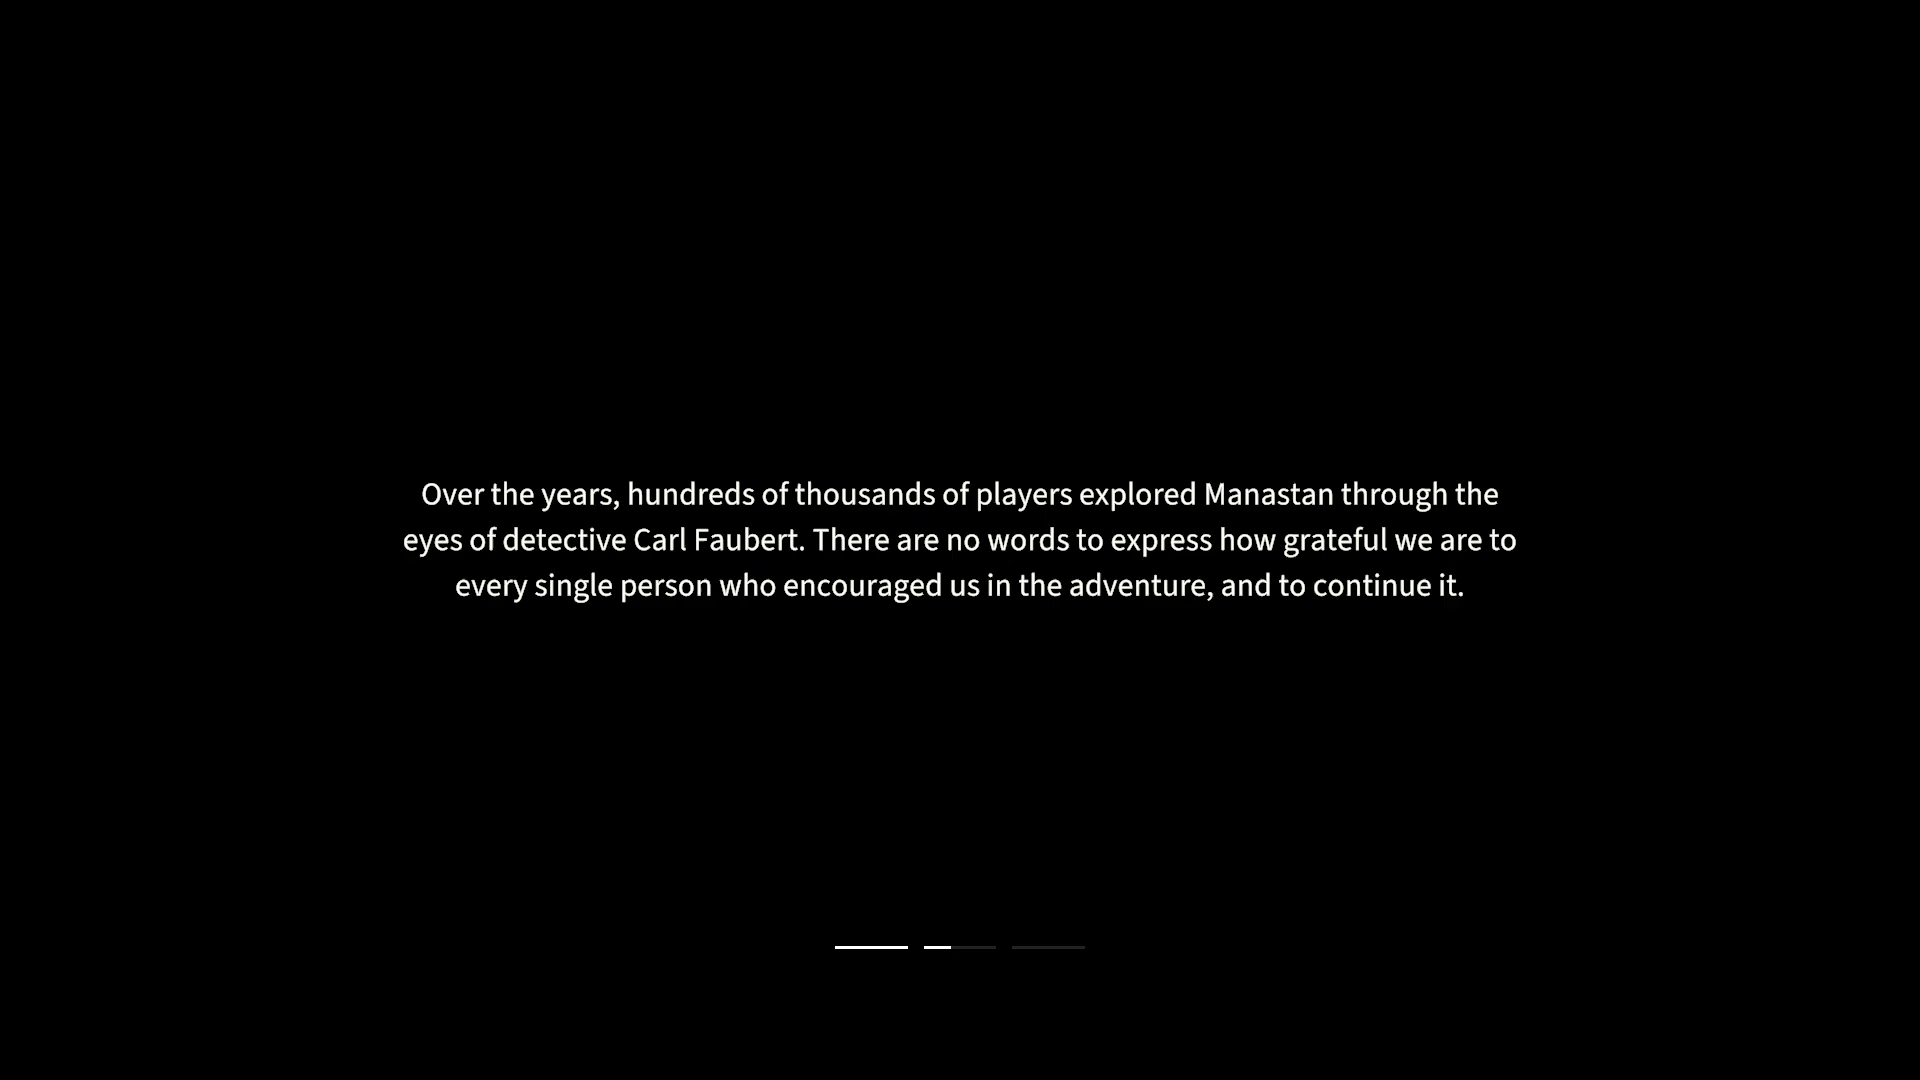 Over the years, hundreds of thousands of players explored Manastan through the
eyes of detective Carl Faubert. There are no words to express how grateful we are to
every single person who encouraged us in the adventure, and to continue it.